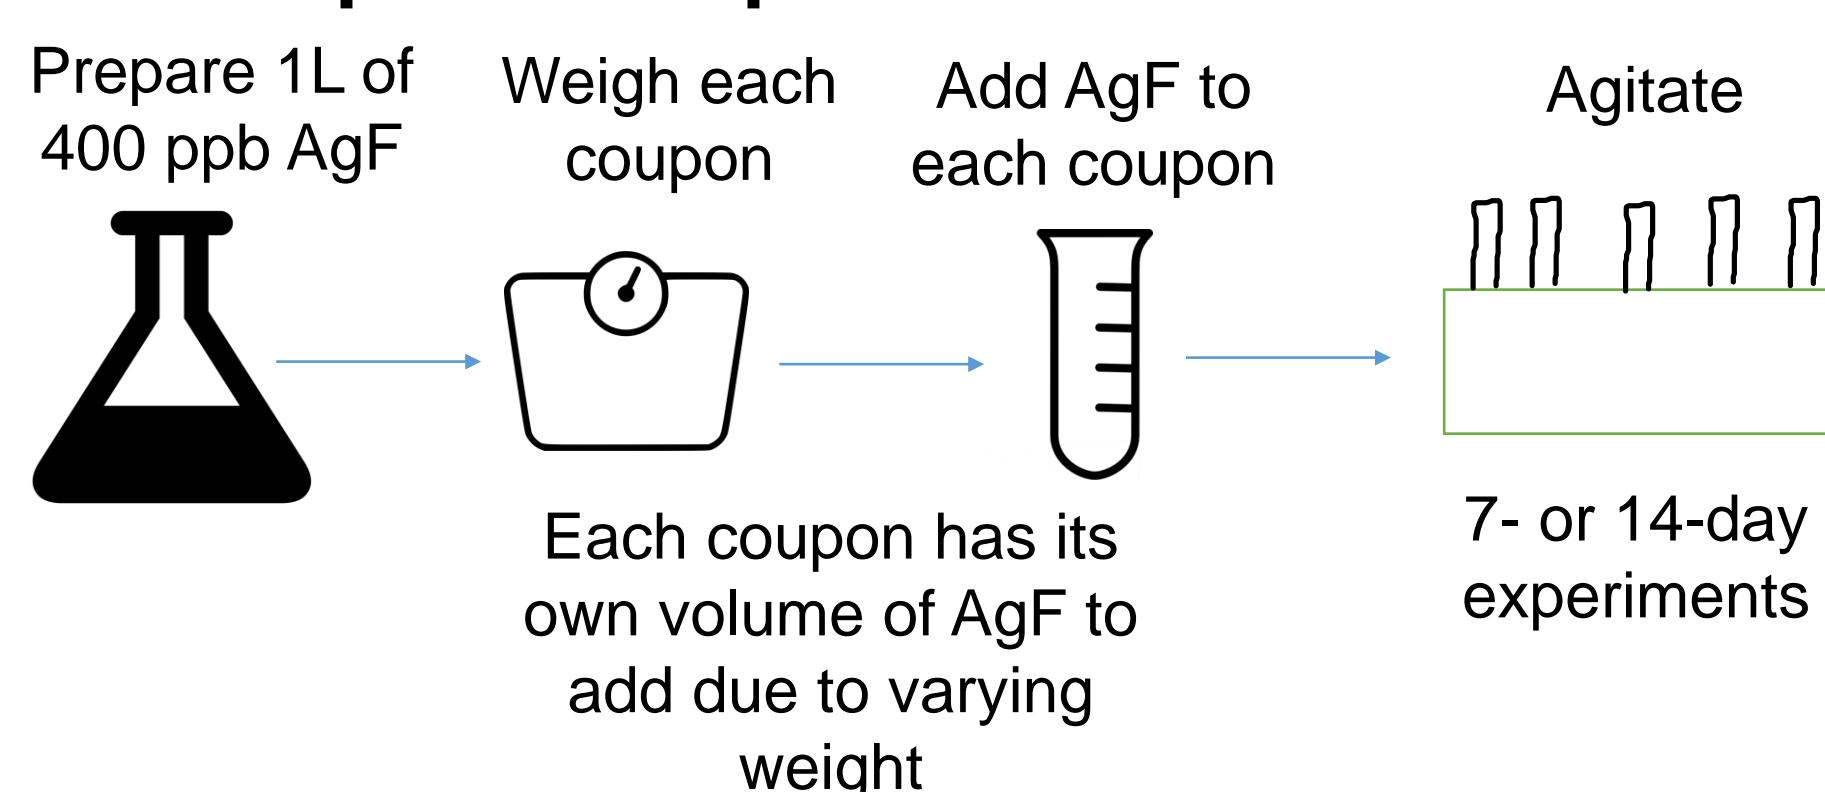 Prepare 1L of
400 ppb AgF
Weigh each
coupon
Add AgF to
each coupon
Agitate
Each coupon has its
own volume of AgF to
add due to varying
weight
7- or 14-day
experiments